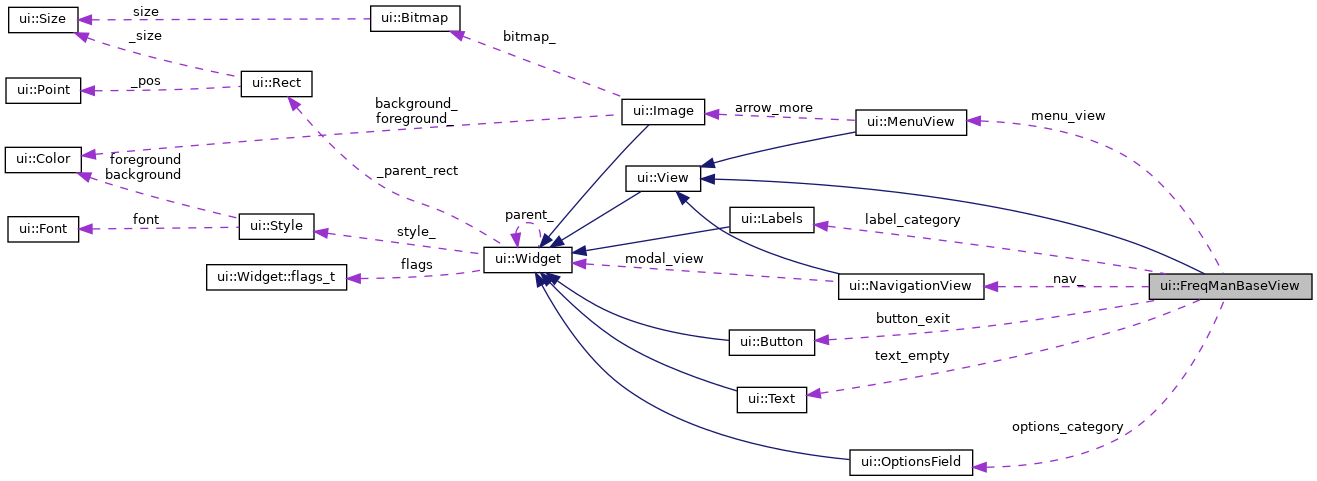 ui::Size
size
ui::Bitmap
_size
bitmap_
ui::Point
_pos
ui::Rect
background_
foreground_
ui::Image
arrow_more
ui::MenuView
menu_view
ui::Color
foreground
background
_parent_rect
ui::View
ui::Font
font
ui::Style
style_
parent_
ui::Labels
label_category
ui::Widget
modal_view
ui::Widget::flags_t
flags
ui::NavigationView
nav_
ui::FreqManBaseView
button_exit
ui::Button
text_empty
ui::Text
options_category
ui::OptionsField